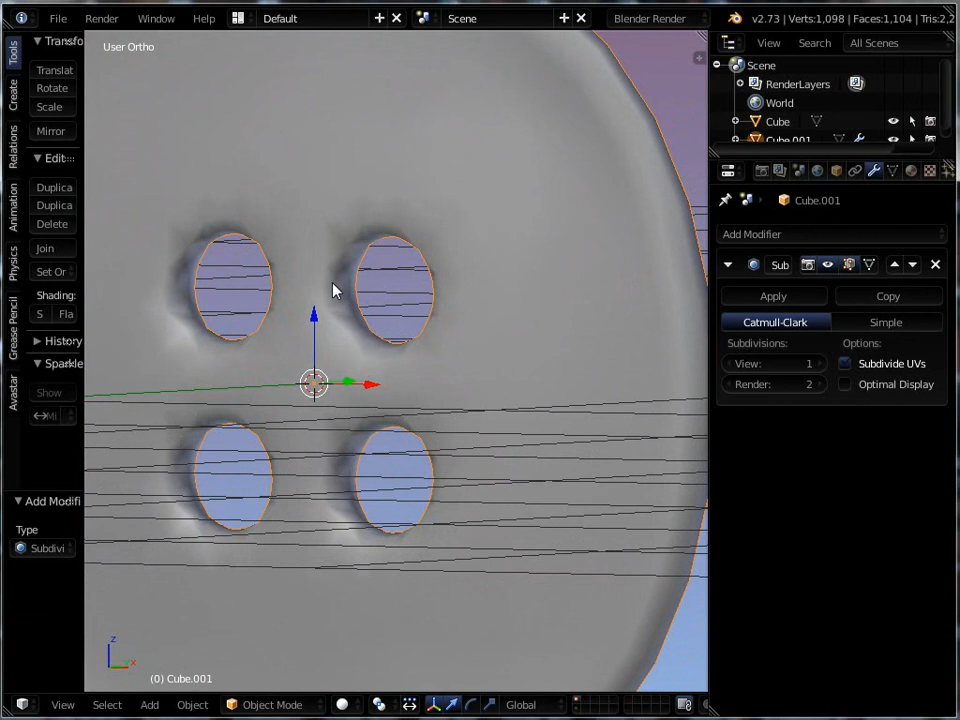 File Render Window Help Default Scene Blender Render v2.73 | Verts:1,098 | Faces:1,104 | Tris:2,2
User Ortho
View Search All Scenes
Scene
RenderLayers
World
Cube
Cube.001
Tools
Create
Relations
Animation
Physics
Grease Pencil
Avastar
Transfo
Translat
Rotate
Scale
Mirror
Edit
Duplica
Duplica
Delete
Join
Set Or
Shading:
S Fla
History
Sparkle
Show
Mi
Add Modifi
Type
Subdivi
Cube.001
Add Modifier
Sub
Apply Copy
Catmull-Clark Simple
Subdivisions: Options:
View: 1 Subdivide UVs
Render: 2 Optimal Display
z
x
(0) Cube.001
View Select Add Object Object Mode Global